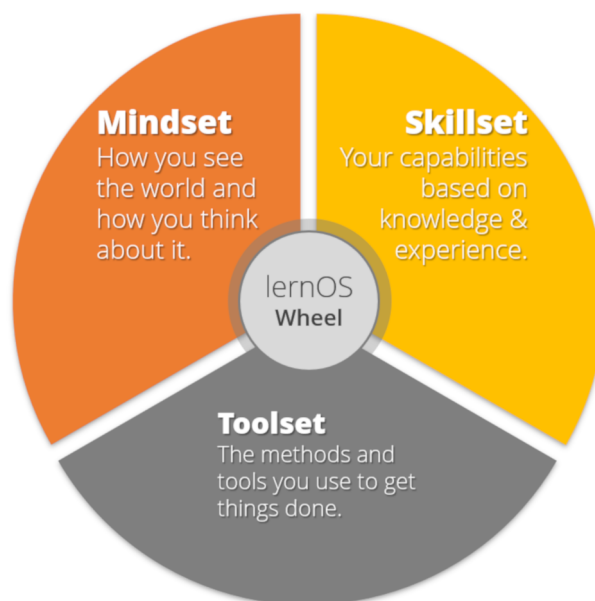 Mindset
How you see
the world and
how you think
about it.
Skillset
Your capabilities
based on
knowledge &
experience.
lernOS
Wheel
Toolset
The methods and
tools you use to get
things done.